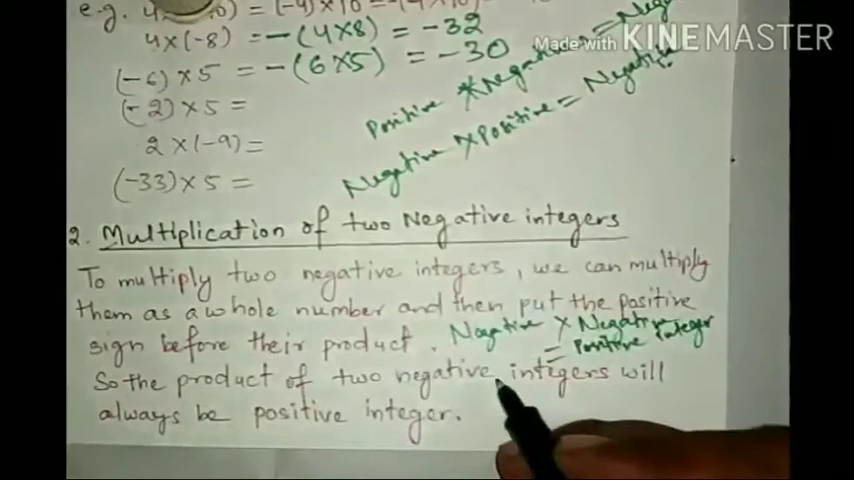 e.g. = (-4) × 10 =
4 × (-8) = -(4×8) = -32
(-6) × 5 = -(6×5) = -30
(-2) × 5 =
2 × (-9) =
(-33) × 5 =
Positive × Negative = 
Negative × Positive = Negative
Made with KINEMASTER
2. Multiplication of two Negative integers
To multiply two negative integers, we can multiply
them as a whole number and then put the positive
sign before their product. Nagative × Negative
= Positive integer
So the product of two negative integers will
always be positive integer.